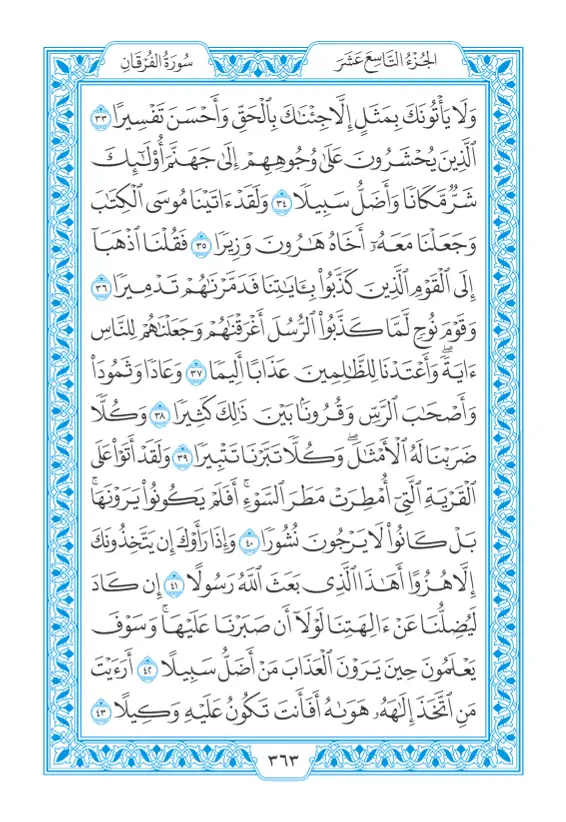 سُورَةُ الفُرْقَانِ
الجُزْءُ التَّاسِعَ عَشَرَ
وَلَا يَأْتُونَكَ بِمَثَلٍ إِلَّا جِئْنَٰكَ بِٱلْحَقِّ وَأَحْسَنَ تَفْسِيرًا ٣٣
ٱلَّذِينَ يُحْشَرُونَ عَلَىٰ وُجُوهِهِمْ إِلَىٰ جَهَنَّمَ أُو۟لَٰٓئِكَ
شَرٌّ مَّكَانًا وَأَضَلُّ سَبِيلًا ٣٤ وَلَقَدْ ءَاتَيْنَا مُوسَى ٱلْكِتَٰبَ
وَجَعَلْنَا مَعَهُۥٓ أَخَاهُ هَٰرُونَ وَزِيرًا ٣٥ فَقُلْنَا ٱذْهَبَآ
إِلَى ٱلْقَوْمِ ٱلَّذِينَ كَذَّبُوا۟ بِـَٔايَٰتِنَا فَدَمَّرْنَٰهُمْ تَدْمِيرًا ٣٦
وَقَوْمَ نُوحٍ لَّمَّا كَذَّبُوا۟ ٱلرُّسُلَ أَغْرَقْنَٰهُمْ وَجَعَلْنَٰهُمْ لِلنَّاسِ
ءَايَةً ۖ وَأَعْتَدْنَا لِلظَّٰلِمِينَ عَذَابًا أَلِيمًا ٣٧ وَعَادًا وَثَمُودَا۟
وَأَصْحَٰبَ ٱلرَّسِّ وَقُرُونًۢا بَيْنَ ذَٰلِكَ كَثِيرًا ٣٨ وَكُلًّا
ضَرَبْنَا لَهُ ٱلْأَمْثَٰلَ ۖ وَكُلًّا تَبَّرْنَا تَتْبِيرًا ٣٩ وَلَقَدْ أَتَوْا۟ عَلَى
ٱلْقَرْيَةِ ٱلَّتِىٓ أُمْطِرَتْ مَطَرَ ٱلسَّوْءِ ۚ أَفَلَمْ يَكُونُوا۟ يَرَوْنَهَا ۚ
بَلْ كَانُوا۟ لَا يَرْجُونَ نُشُورًا ٤٠ وَإِذَا رَأَوْكَ إِن يَتَّخِذُونَكَ
إِلَّا هُزُوًا أَهَٰذَا ٱلَّذِى بَعَثَ ٱللَّهُ رَسُولًا ٤١ إِن كَادَ
لَيُضِلُّنَا عَنْ ءَالِهَتِنَا لَوْلَآ أَن صَبَرْنَا عَلَيْهَا ۚ وَسَوْفَ
يَعْلَمُونَ حِينَ يَرَوْنَ ٱلْعَذَابَ مَنْ أَضَلُّ سَبِيلًا ٤٢ أَرَءَيْتَ
مَنِ ٱتَّخَذَ إِلَٰهَهُۥ هَوَىٰهُ أَفَأَنتَ تَكُونُ عَلَيْهِ وَكِيلًا ٤٣
٣٦٣